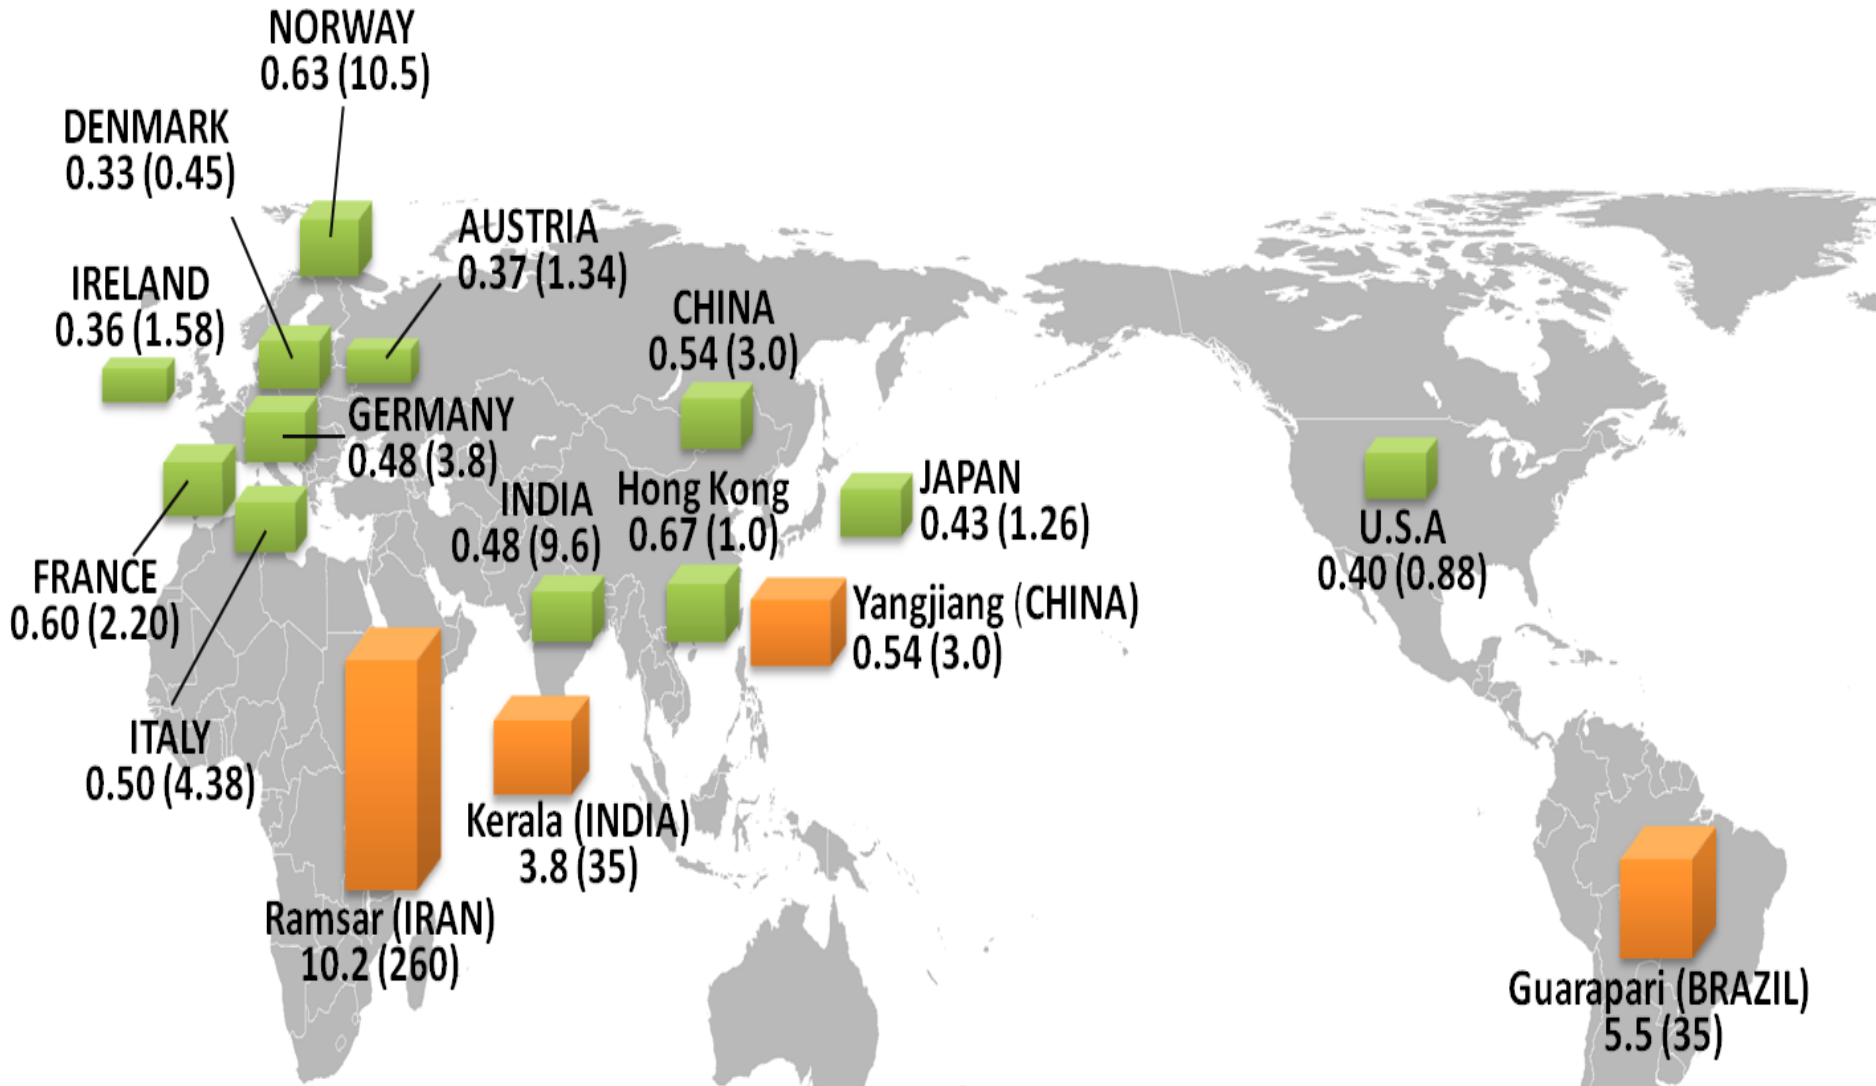 NORWAY
0.63 (10.5)
DENMARK
0.33 (0.45)
AUSTRIA
0.37 (1.34)
IRELAND
0.36 (1.58)
CHINA
0.54 (3.0)
GERMANY
0.48 (3.8)
INDIA
0.48 (9.6)
Hong Kong
0.67 (1.0)
JAPAN
0.43 (1.26)
U.S.A
0.40 (0.88)
FRANCE
0.60 (2.20)
Yangjiang (CHINA)
0.54 (3.0)
ITALY
0.50 (4.38)
Kerala (INDIA)
3.8 (35)
Ramsar (IRAN)
10.2 (260)
Guarapari (BRAZIL)
5.5 (35)